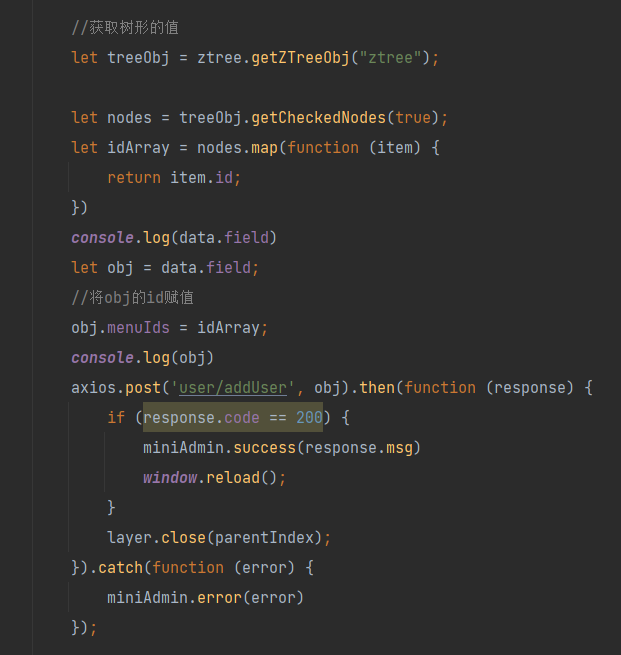 //获取树形的值
let treeObj = ztree.getZTreeObj("ztree");
let nodes = treeObj.getCheckedNodes(true);
let idArray = nodes.map(function (item) {
return item.id;
})
console.log(data.field)
let obj = data.field;
//将obj的id赋值
obj.menuIds = idArray;
console.log(obj)
axios.post('user/addUser', obj).then(function (response) {
if (response.code == 200) {
miniAdmin.success(response.msg)
window.reload();
}
layer.close(parentIndex);
}).catch(function (error) {
miniAdmin.error(error)
});